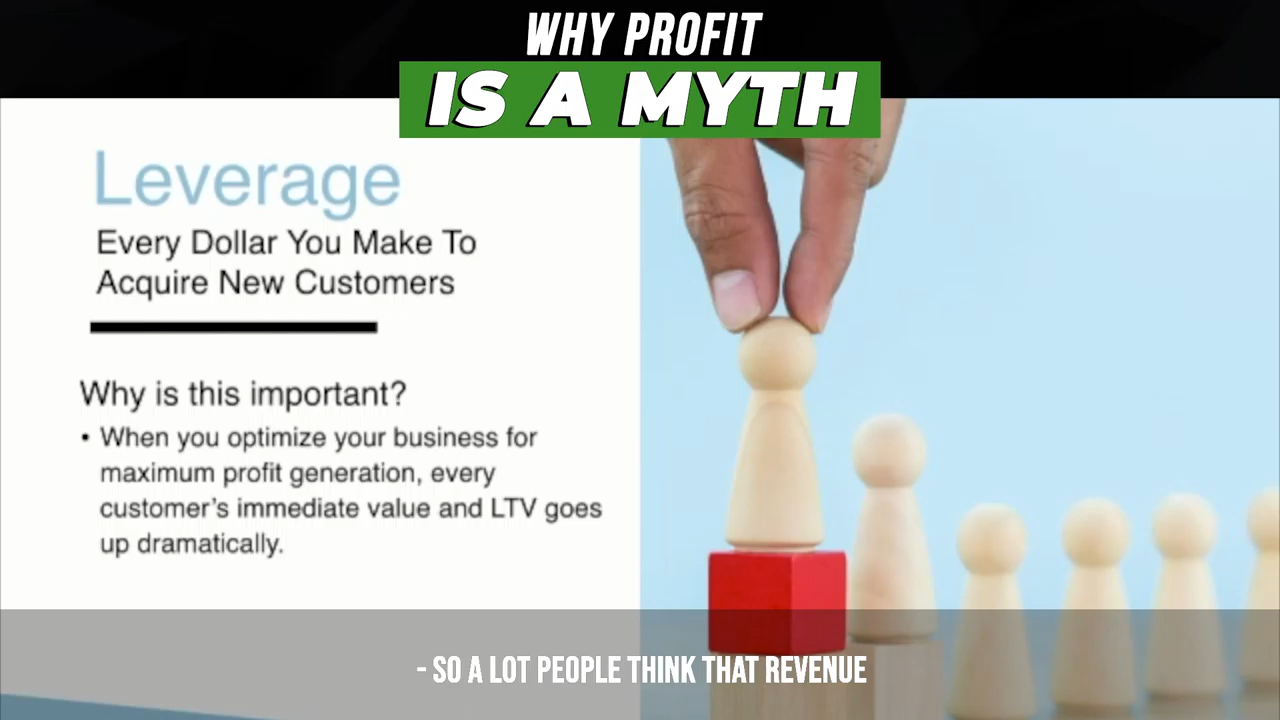 WHY PROFIT
IS A MYTH
Leverage
Every Dollar You Make To
Acquire New Customers
Why is this important?
• When you optimize your business for
maximum profit generation, every
customer's immediate value and LTV goes
up dramatically.
- SO A LOT PEOPLE THINK THAT REVENUE